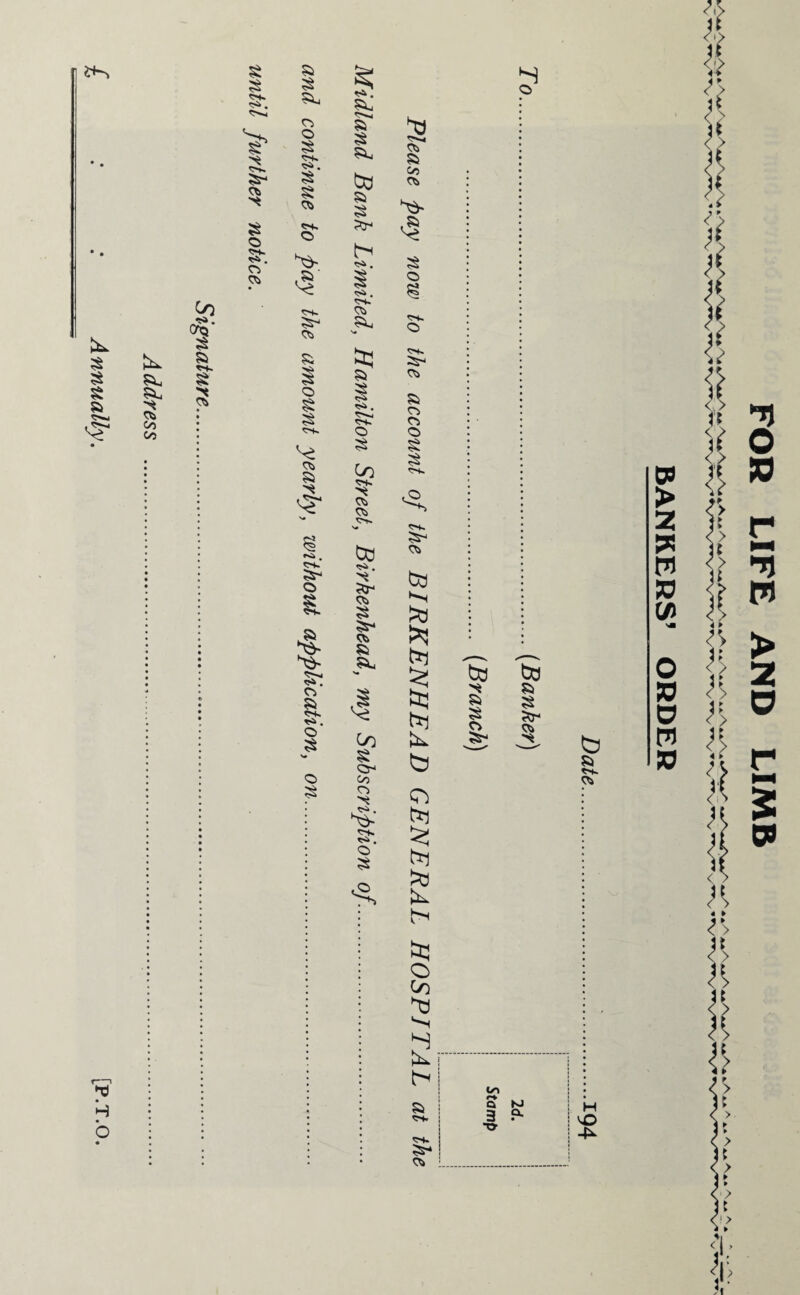 FOR LIFE AND LIMB
BANKERS' ORDER
Date..............................194
To..............................(Banker)
..............................(Branch)
2d.
Stamp
Please pay now to the account of the BIRKENHEAD GENERAL HOSPITAL at the
Midland Bank Limited, Hamilton Street, Birkenhead, my Subscription of..............................
and continue to pay the amount yearly, without application, on..............................
until further notice.
Signature..............................
Address ..............................
£ : : Annually.
[P.T.O.